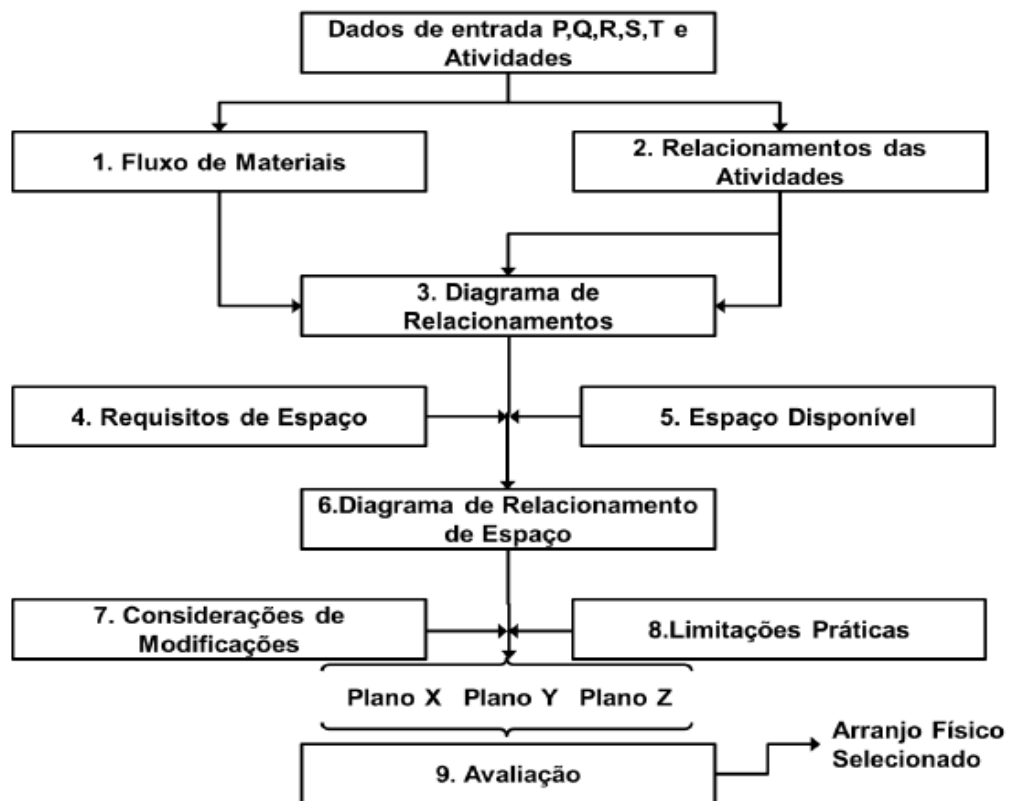 Dados de entrada P,Q,R,S,T e
Atividades
1. Fluxo de Materiais
2. Relacionamentos das
Atividades
3. Diagrama de
Relacionamentos
4. Requisitos de Espaço
5. Espaço Disponível
6.Diagrama de Relacionamento
de Espaço
7. Considerações de
Modificações
8.Limitações Práticas
Plano X Plano Y Plano Z
9. Avaliação
Arranjo Físico
Selecionado